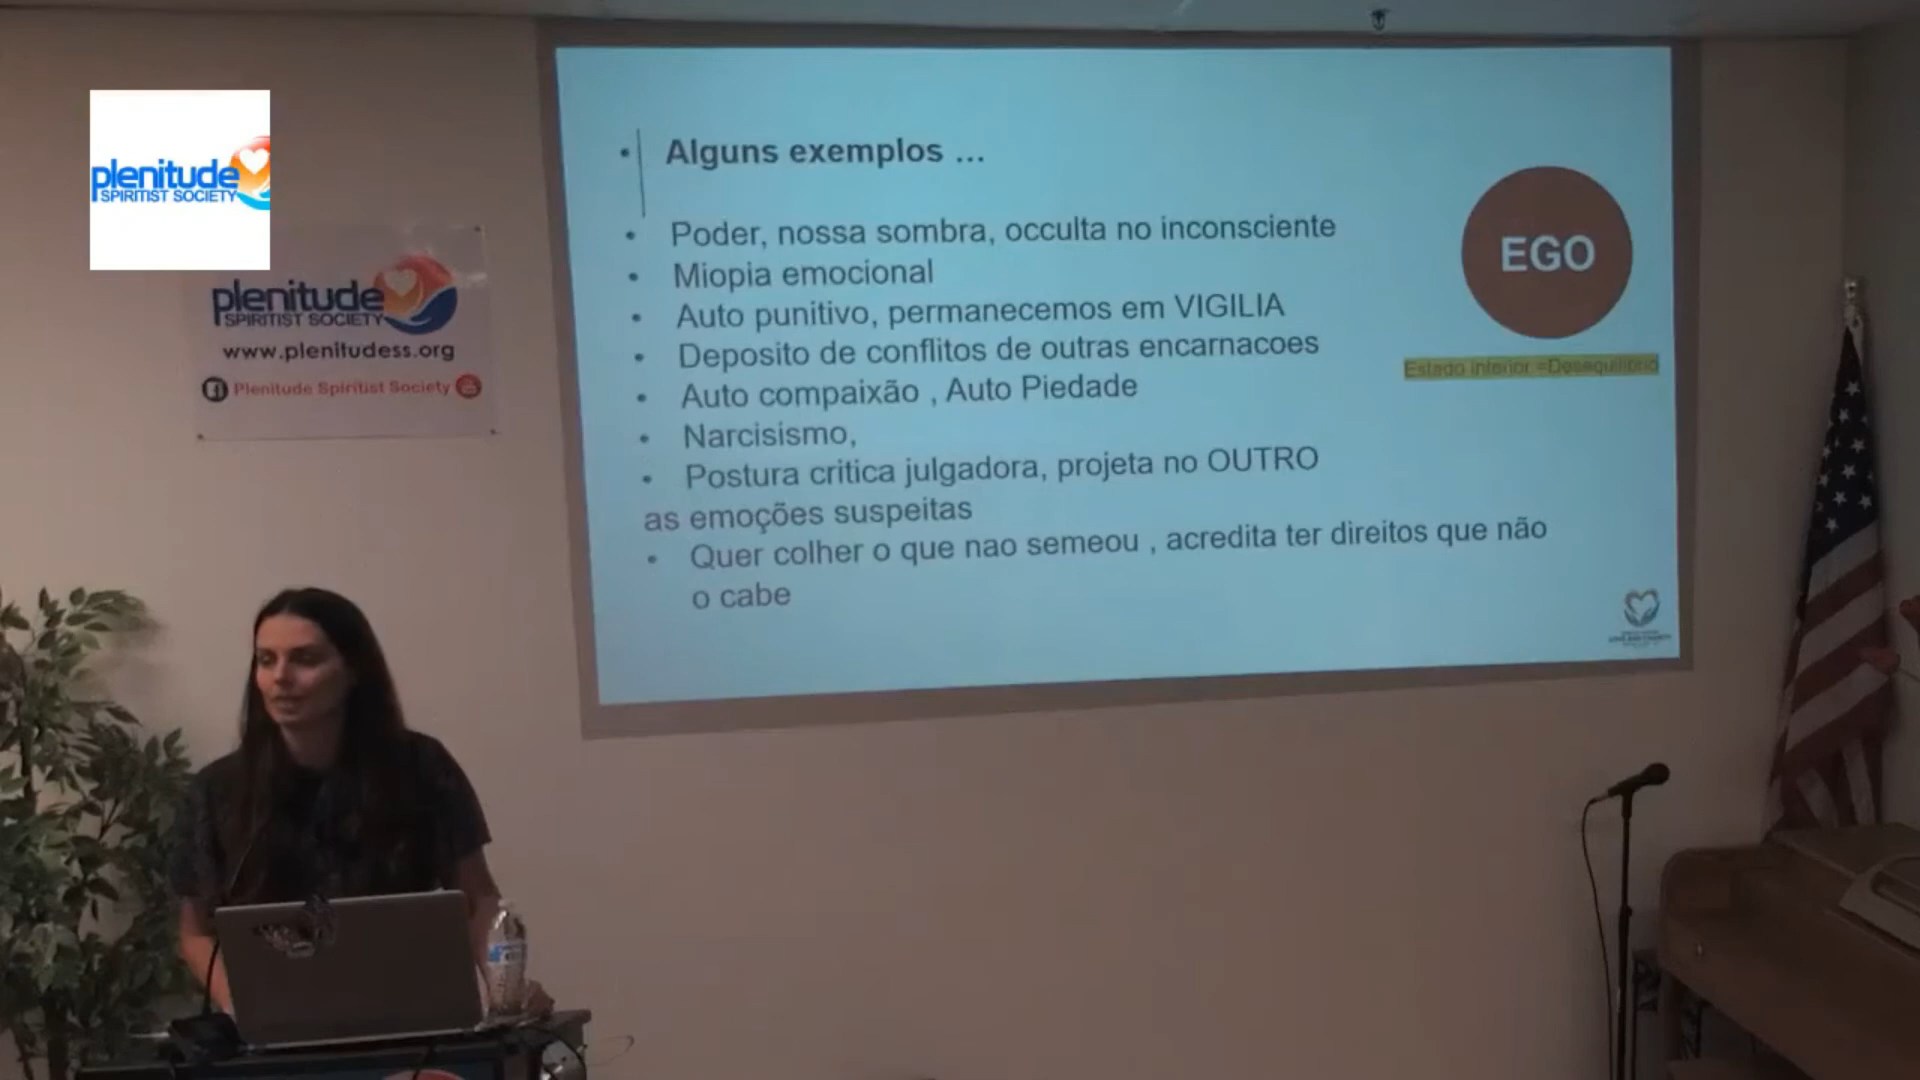 plenitude
SPIRITIST SOCIETY
plenitude
SPIRITIST SOCIETY
www.plenitudess.org
Plenitude Spiritist Society
• Alguns exemplos ...
• Poder, nossa sombra, occulta no inconsciente
• Miopia emocional
• Auto punitivo, permanecemos em VIGILIA
• Deposito de conflitos de outras encarnacoes
• Auto compaixão , Auto Piedade
• Narcisismo,
• Postura critica julgadora, projeta no OUTRO
as emoções suspeitas
• Quer colher o que nao semeou , acredita ter direitos que não
o cabe
EGO
Estado Inferior =Desequilibrio